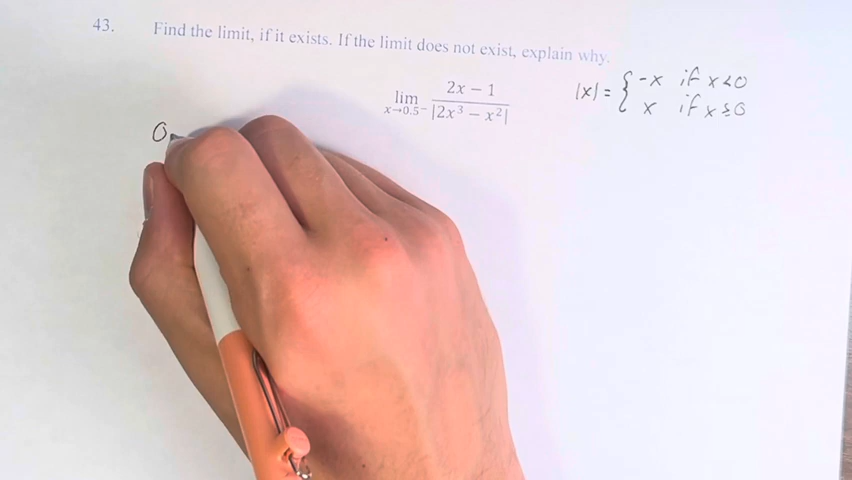 43. Find the limit, if it exists. If the limit does not exist, explain why.
lim x→0.5⁻ (2x − 1)/|2x³ − x²|
|x| = { -x if x<0
x if x≥0
0.